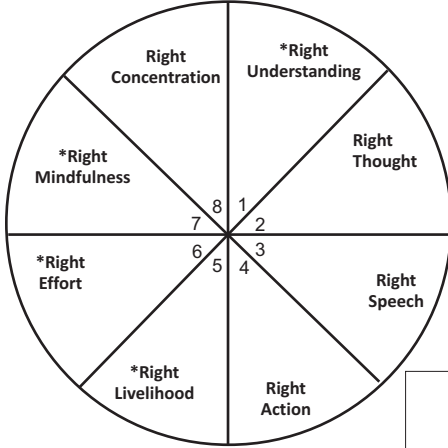 *Right
Understanding
Right
Thought
Right
Speech
Right
Action
*Right
Livelihood
*Right
Effort
*Right
Mindfulness
Right
Concentration
1
2
3
4
5
6
7
8